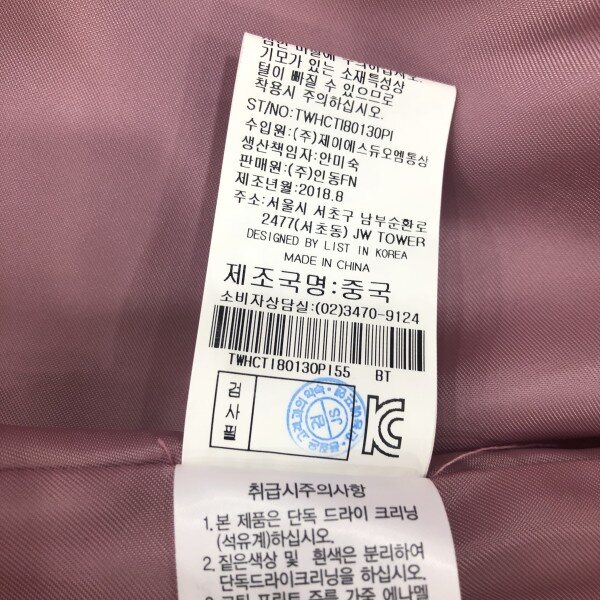 기모가 있는 소재특성상
털이 빠질 수 있으므로
착용시 주의하십시오.
ST/NO:TWHCTI80130PI
수입원:(주)제이에스듀오엠통상
생산책임자:안미숙
판매원:(주)인동FN
제조년월:2018.8
주소:서울시 서초구 남부순환로
2477(서초동) JW TOWER
DESIGNED BY LIST IN KOREA
MADE IN CHINA
제조국명:중국
소비자상담실:(02)3470-9124
TWHCTI80130PI55 BT
검사필
취급시주의사항
1.본 제품은 단독 드라이 크리닝
(석유계)하십시오.
2. 짙은색상 및 흰색은 분리하여
단독드라이크리닝을 하십시오.